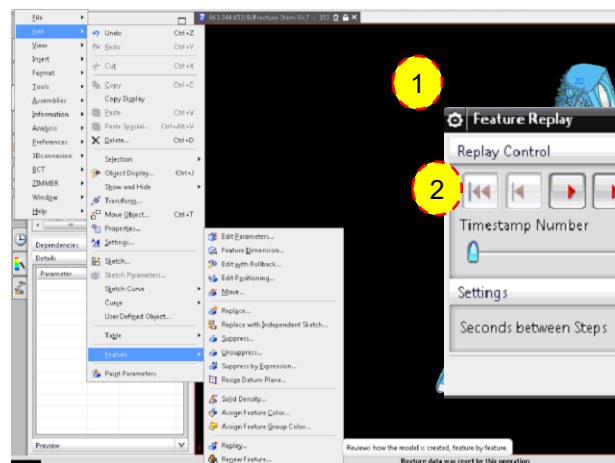 File
Edit
View
Insert
Format
Tools
Assemblies
Information
Analysis
Preferences
3Dconnexion
BCT
ZIMMER
Window
Help
Undo Ctrl+Z
Redo Ctrl+Y
Cut Ctrl+X
Copy Ctrl+C
Copy Display
Paste Ctrl+V
Paste Special... Ctrl+Alt+V
Delete... Ctrl+D
Selection
Object Display... Ctrl+J
Show and Hide
Transform...
Move Object... Ctrl+T
Properties...
Settings...
Sketch...
Sketch Parameters...
Sketch Curve
Curve
User Defined Object...
Table
Feature
Paint Parameters
Dependencies
Details
Parameter
Preview
Edit Parameters...
Feature Dimension...
Edit with Rollback...
Edit Positioning...
Move...
Replace...
Replace with Independent Sketch...
Suppress...
Unsuppress...
Suppress by Expression...
Resize Datum Plane...
Solid Density...
Assign Feature Color...
Assign Feature Group Color...
Replay...
Renew Feature...
Reviews how the model is created, feature by feature.
Restore data was reset by this operation
1
Feature Replay
Replay Control
2
Timestamp Number
Settings
Seconds between Steps